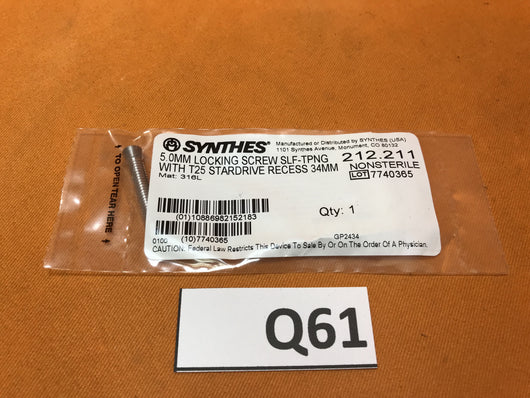 SYNTHES®
Manufactured or Distributed by SYNTHES (USA)
1101 Synthes Avenue, Monument, CO 80132
5.0MM LOCKING SCREW SLF-TPNG
WITH T25 STARDRIVE RECESS 34MM
Mat: 316L
212.211
NONSTERILE
LOT 7740365
(01)10886982152183
Qty: 1
(10)7740365
GP2434
CAUTION: Federal Law Restricts This Device To Sale By Or On The Order Of A Physician.
TO OPEN TEAR HERE
Q61